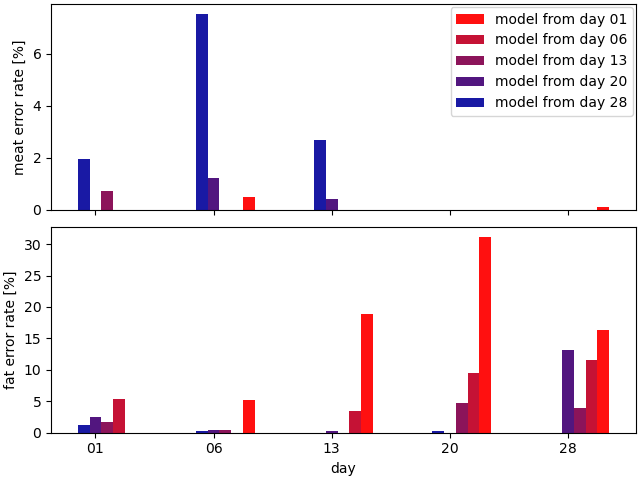 meat error rate [%]
6
4
2
0
model from day 01
model from day 06
model from day 13
model from day 20
model from day 28
fat error rate [%]
30
25
20
15
10
5
0
01 06 13 20 28
day